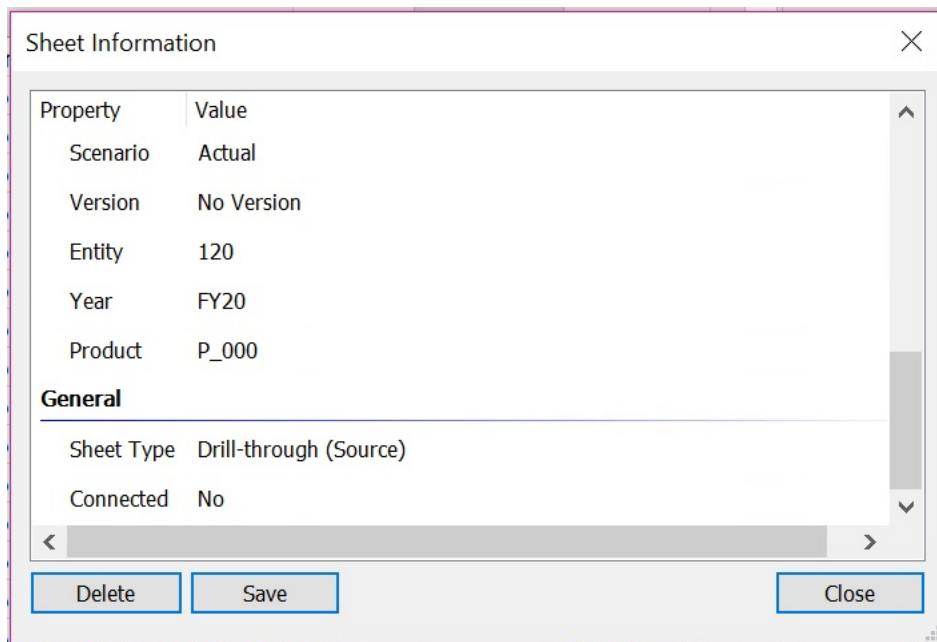 Sheet Information
Property Value
Scenario Actual
Version No Version
Entity 120
Year FY20
Product P_000
General
Sheet Type Drill-through (Source)
Connected No
Delete Save Close